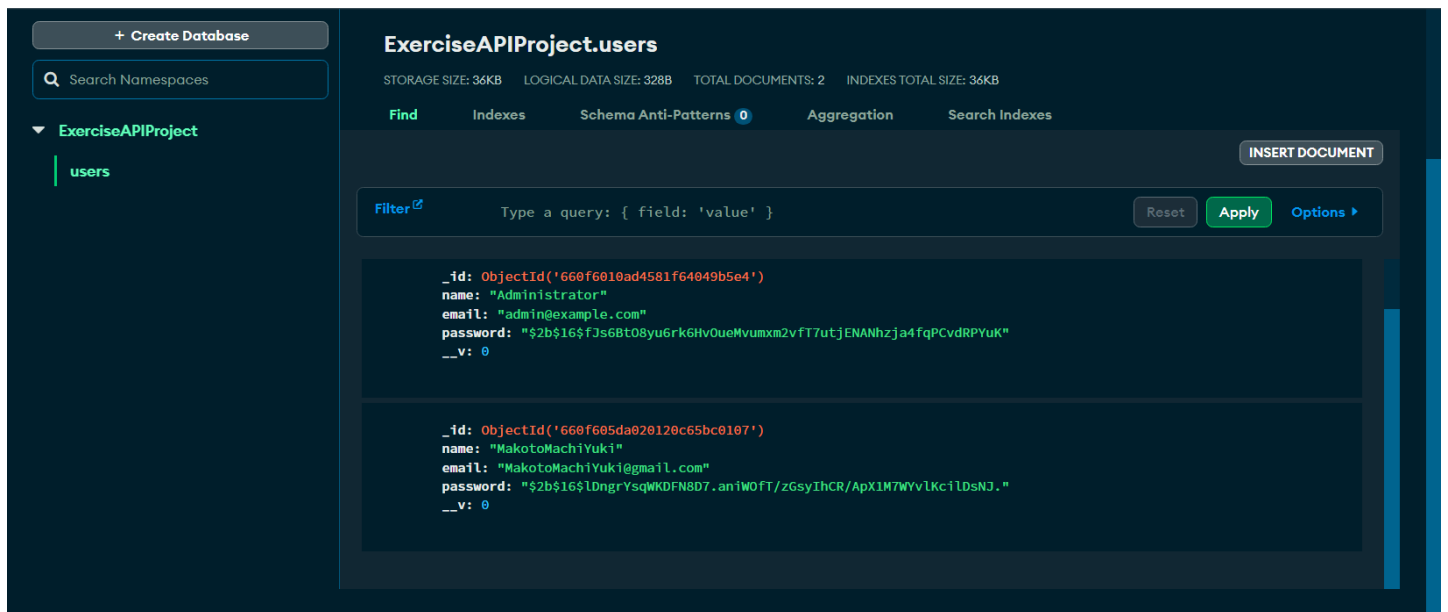 + Create Database
Search Namespaces
ExerciseAPIProject
users
ExerciseAPIProject.users
STORAGE SIZE: 36KB LOGICAL DATA SIZE: 328B TOTAL DOCUMENTS: 2 INDEXES TOTAL SIZE: 36KB
Find Indexes Schema Anti-Patterns 0 Aggregation Search Indexes
INSERT DOCUMENT
Filter Type a query: { field: 'value' } Reset Apply Options
_id: ObjectId('660f6010ad4581f64049b5e4')
name: "Administrator"
email: "admin@example.com"
password: "$2b$16$fJs6BtO8yu6rk6HvOueMvumxm2vfT7utjENANhzja4fqPCvdRPYuK"
__v: 0
_id: ObjectId('660f605da020120c65bc0107')
name: "MakotoMachiYuki"
email: "MakotoMachiYuki@gmail.com"
password: "$2b$16$lDngrYsqWKDFN8D7.aniWOfT/zGsyIhCR/ApX1M7WYvlKcilDsNJ."
__v: 0